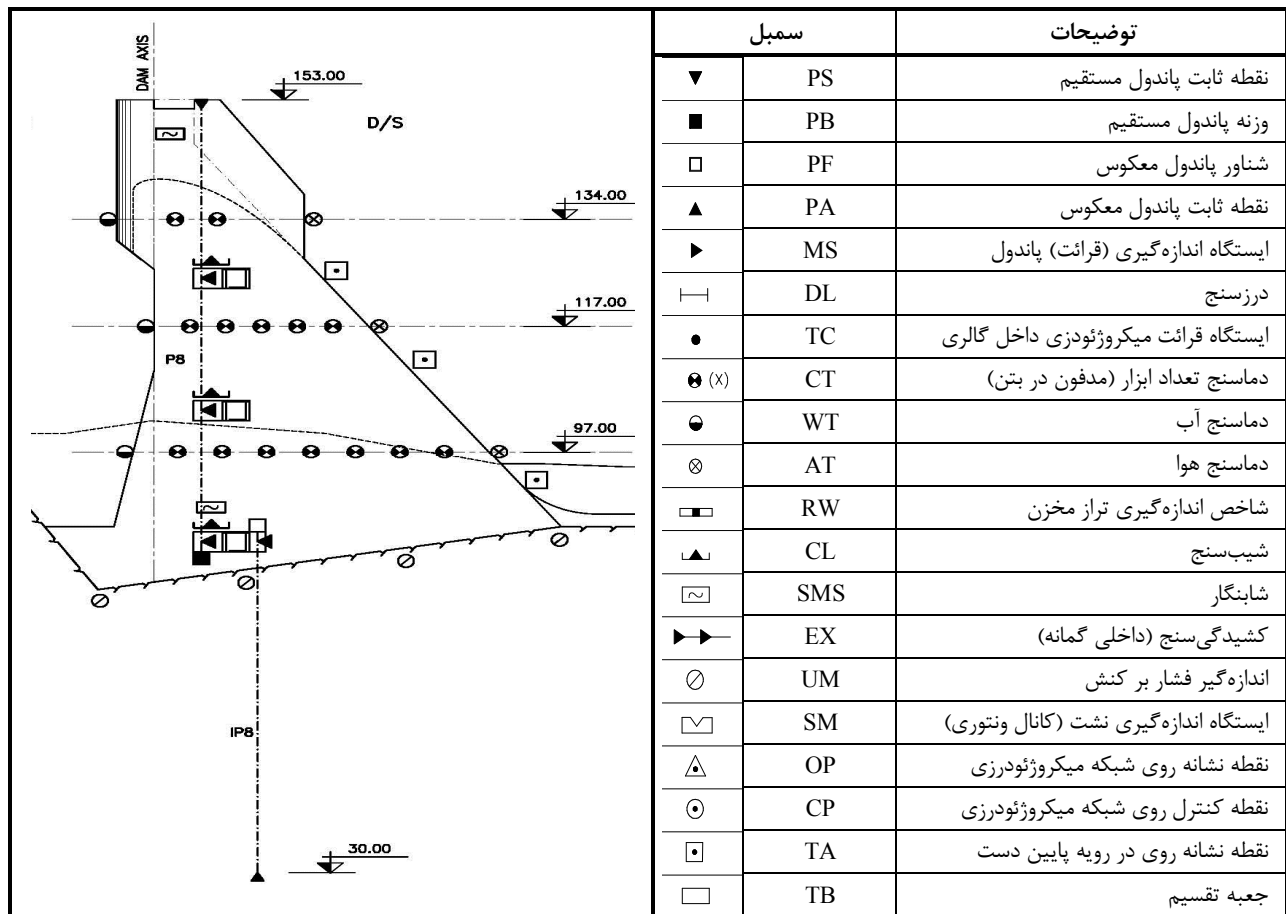 DAM AXIS
153.00
D/S
134.00
117.00
P8
97.00
IP8
30.00
سمبل توضیحات
PS نقطه ثابت پاندول مستقیم
PB وزنه پاندول مستقیم
PF شناور پاندول معکوس
PA نقطه ثابت پاندول معکوس
MS ایستگاه اندازه‌گیری (قرائت) پاندول
DL درزسنج
TC ایستگاه قرائت میکروژئودزی داخل گالری
(x) CT دماسنج تعداد ابزار (مدفون در بتن)
WT دماسنج آب
AT دماسنج هوا
RW شاخص اندازه‌گیری تراز مخزن
CL شیب‌سنج
SMS شابنگار
EX کشیدگی‌سنج (داخلی گمانه)
UM اندازه‌گیر فشار بر کنش
SM ایستگاه اندازه‌گیری نشت (کانال ونتوری)
OP نقطه نشانه روی شبکه میکروژئودرزی
CP نقطه کنترل روی شبکه میکروژئودرزی
TA نقطه نشانه روی در رویه پایین دست
TB جعبه تقسیم